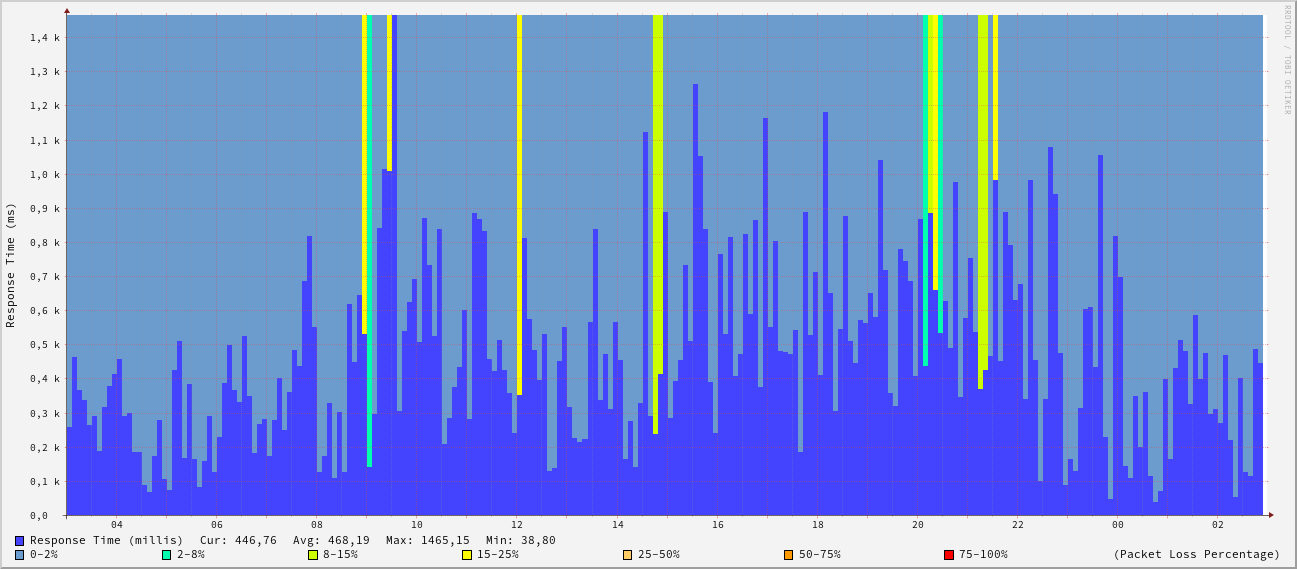 RRDTOOL / TOBI OETIKER
Response Time (ms)
1,4 k
1,3 k
1,2 k
1,1 k
1,0 k
0,9 k
0,8 k
0,7 k
0,6 k
0,5 k
0,4 k
0,3 k
0,2 k
0,1 k
0,0
04 06 08 10 12 14 16 18 20 22 00 02
Response Time (millis) Cur: 446,76 Avg: 468,19 Max: 1465,15 Min: 38,80
0-2% 2-8% 8-15% 15-25% 25-50% 50-75% 75-100% (Packet Loss Percentage)